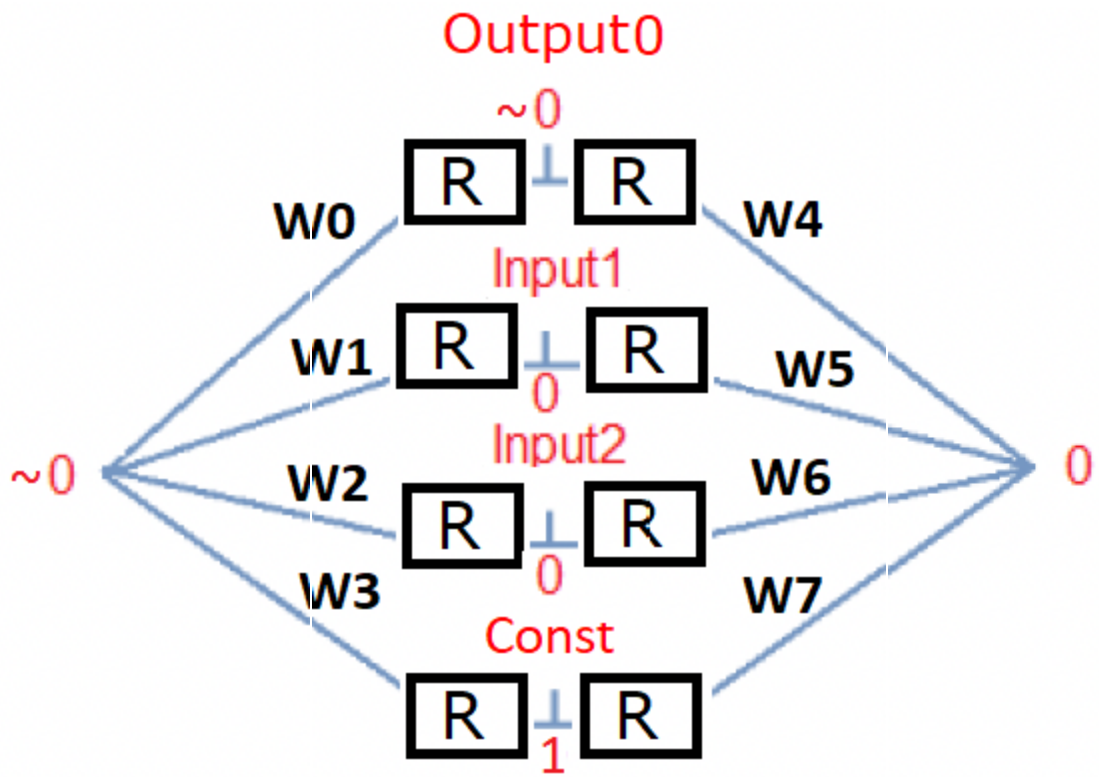 Output0
~0
R R
W0 W4
Input1
R R
W1 W5
0
Input2
~0 0
W2 W6
R R
0
W3 W7
Const
R R
1